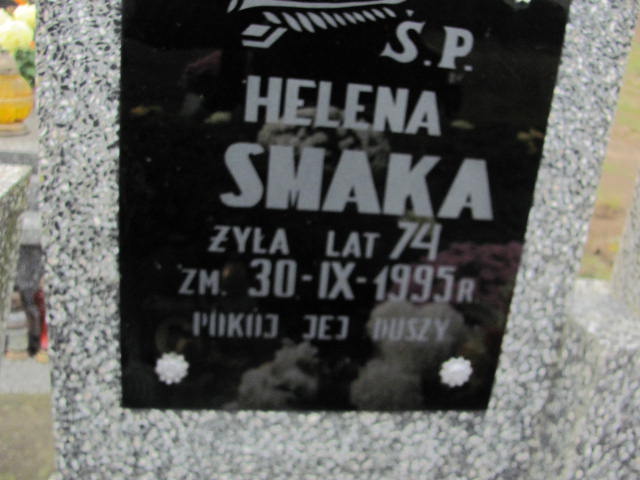 Ś.P.
HELENA
SMAKA
ŻYŁA LAT 74
ZM. 30-IX-1995R
POKÓJ JEJ DUSZY